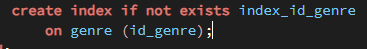 create index if not exists index_id_genre
on genre (id_genre);